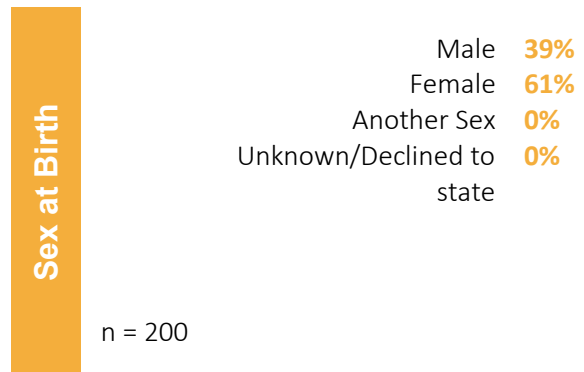 Sex at Birth
Male 39%
Female 61%
Another Sex 0%
Unknown/Declined to 0%
state
n = 200